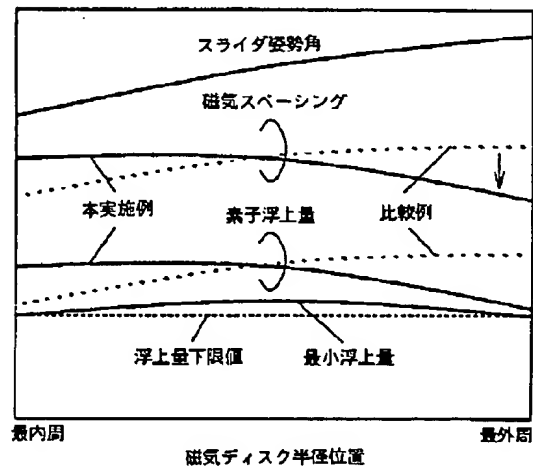 スライダ姿勢角
磁気スペーシング
本実施例
素子浮上量
比較例
浮上量下限値
最小浮上量
最内周
最外周
磁気ディスク半径位置